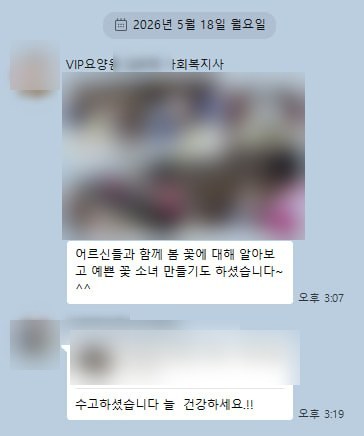 2026년 5월 18일 월요일
VIP요양원 사회복지사
어르신들과 함께 봄 꽃에 대해 알아보
고 예쁜 꽃 소녀 만들기도 하셨습니다~
^^
오후 3:07
수고하셨습니다 늘  건강하세요.!!
오후 3:19